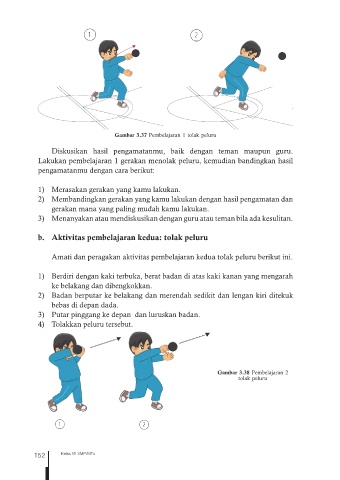 1 2
Gambar 3.37 Pembelajaran 1 tolak peluru
Diskusikan hasil pengamatanmu, baik dengan teman maupun guru.
Lakukan pembelajaran 1 gerakan menolak peluru, kemudian bandingkan hasil
pengamatanmu dengan cara berikut:
1) Merasakan gerakan yang kamu lakukan.
2) Membandingkan gerakan yang kamu lakukan dengan hasil pengamatan dan
gerakan mana yang paling mudah kamu lakukan.
3) Menanyakan atau mendiskusikan dengan guru atau teman bila ada kesulitan.
b. Aktivitas pembelajaran kedua: tolak peluru
Amati dan peragakan aktivitas pembelajaran kedua tolak peluru berikut ini.
1) Berdiri dengan kaki terbuka, berat badan di atas kaki kanan yang mengarah
ke belakang dan dibengkokkan.
2) Badan berputar ke belakang dan merendah sedikit dan lengan kiri ditekuk
bebas di depan dada.
3) Putar pinggang ke depan dan luruskan badan.
4) Tolakkan peluru tersebut.
Gambar 3.38 Pembelajaran 2
tolak peluru
1 2
152 Kelas VII SMP/MTs